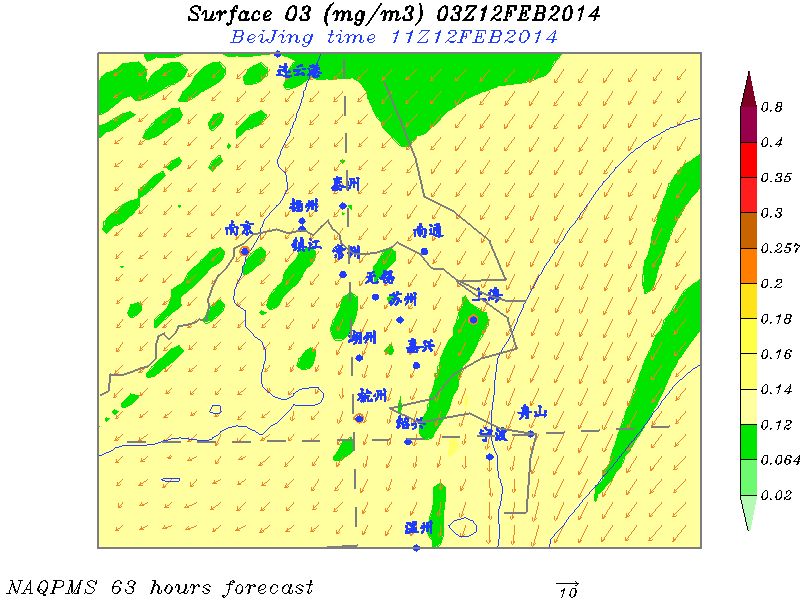 Surface O3 (mg/m3) 03Z12FEB2014
BeiJing time 11Z12FEB2014
连云港
泰州
扬州
南京
镇江
常州
南通
无锡
苏州
上海
湖州
嘉兴
杭州
绍兴
舟山
宁波
温州
0.8
0.4
0.35
0.3
0.257
0.2
0.18
0.16
0.14
0.12
0.064
0.02
NAQPMS 63 hours forecast
10